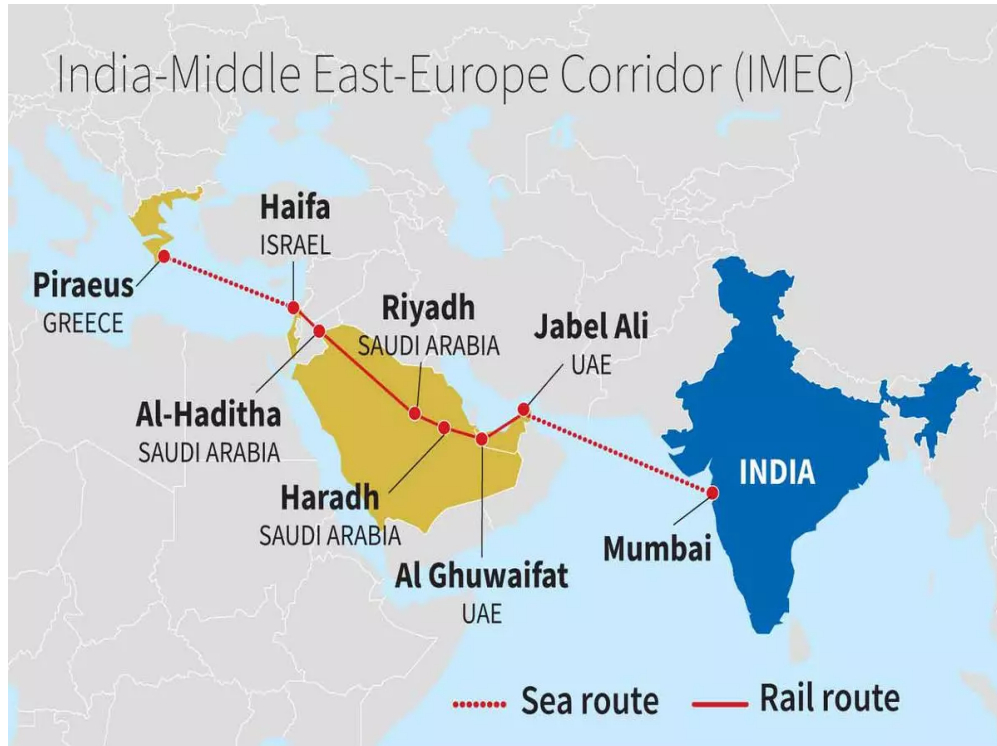 India-Middle East-Europe Corridor (IMEC)
Haifa
ISRAEL
Piraeus
GREECE
Riyadh
SAUDI ARABIA
Jabel Ali
UAE
Al-Haditha
SAUDI ARABIA
INDIA
Haradh
SAUDI ARABIA
Mumbai
Al Ghuwaifat
UAE
Sea route
Rail route